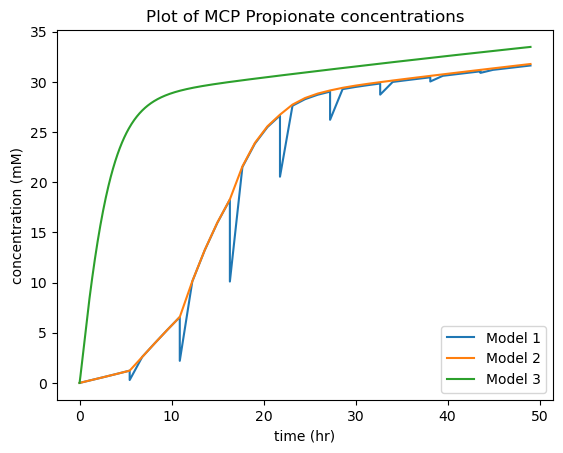 Plot of MCP Propionate concentrations
35
30
25
20
15
10
5
0
concentration (mM)
0 10 20 30 40 50
time (hr)
Model 1
Model 2
Model 3